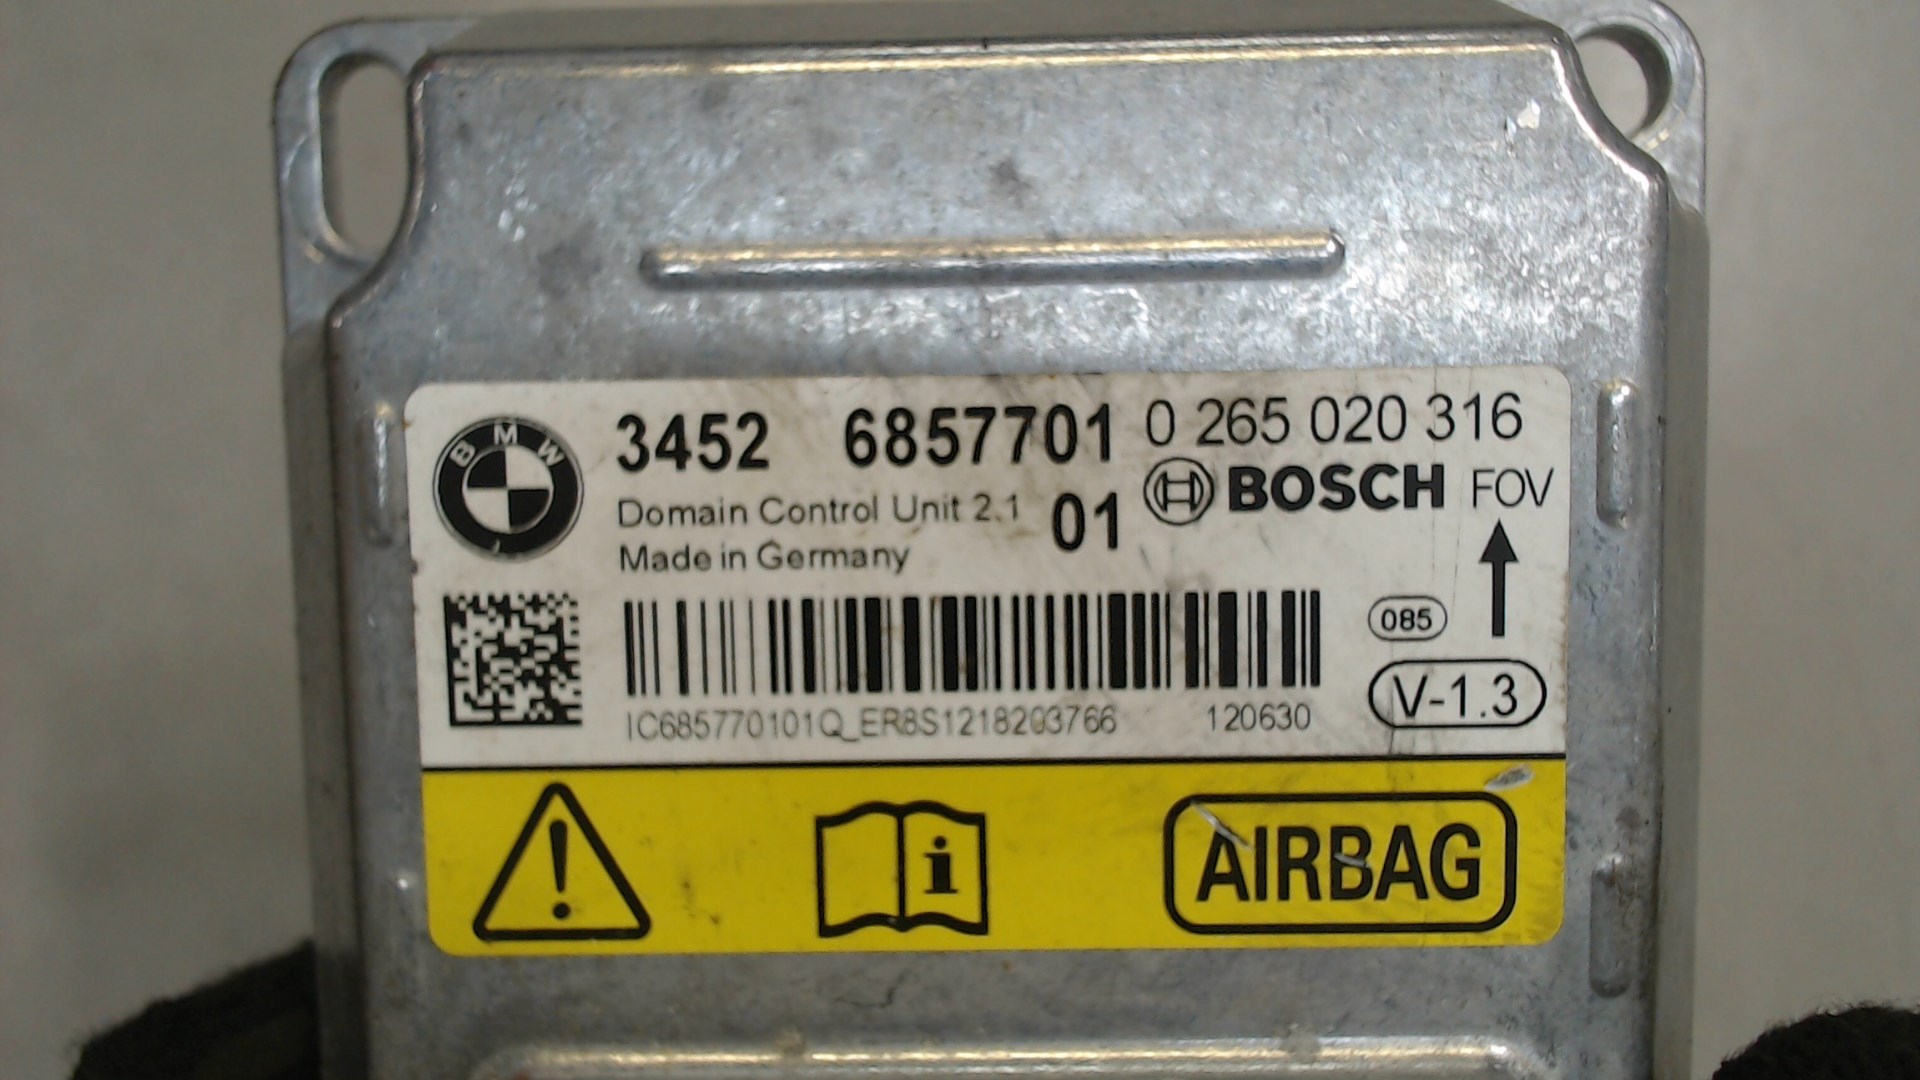 BMW
3452 6857701
Domain Control Unit 2.1 01
Made in Germany
0 265 020 316
BOSCH FOV
085
V-1.3
IC685770101Q_ER8S1218203766 120630
AIRBAG